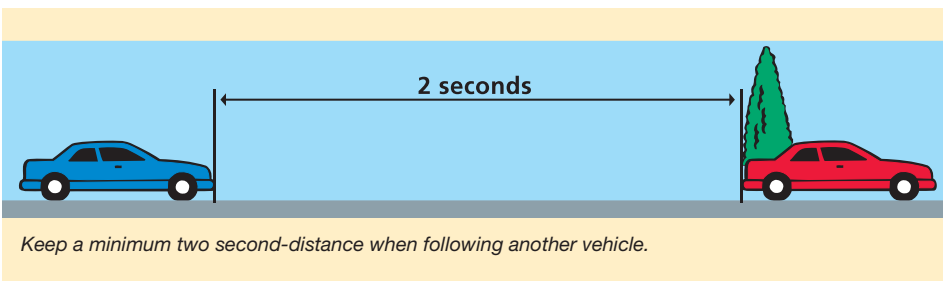 2 seconds
Keep a minimum two second-distance when following another vehicle.